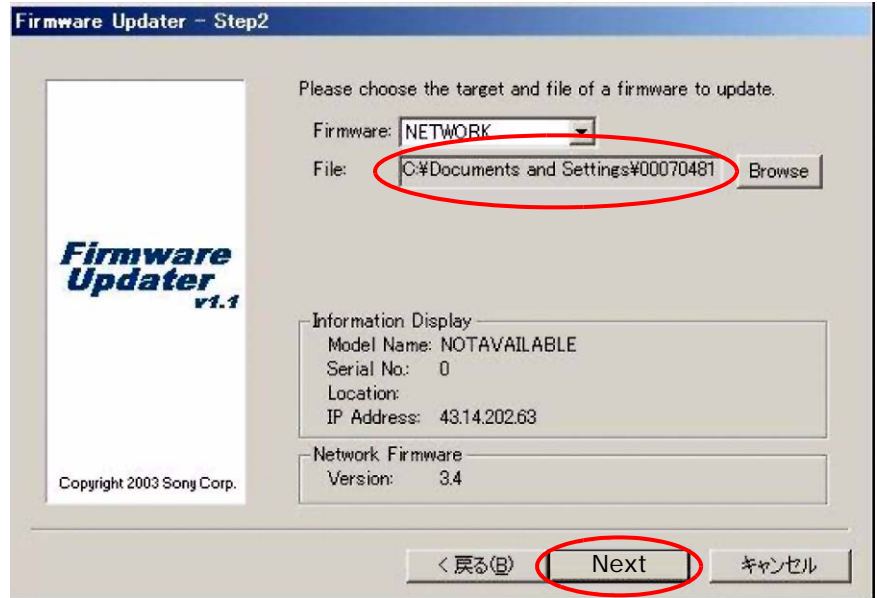 Firmware Updater - Step2
Please choose the target and file of a firmware to update.
Firmware: NETWORK
File: C:¥Documents and Settings¥00070481 Browse
Firmware
Updater
v1.1
Information Display
Model Name: NOTAVAILABLE
Serial No.: 0
Location:
IP Address: 43.14.202.63
Network Firmware
Version: 3.4
Copyright 2003 Sony Corp.
< 戻る(B) Next キャンセル